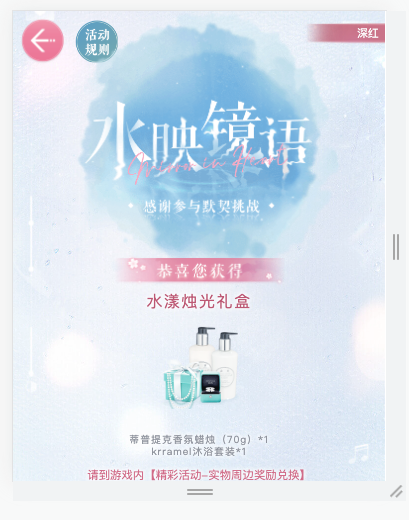 活动
规则
深红
水映镜语
感谢参与默契挑战
恭喜您获得
水漾烛光礼盒
蒂普提克香氛蜡烛（70g）*1
krramel沐浴套装*1
请到游戏内【精彩活动-实物周边奖励兑换】